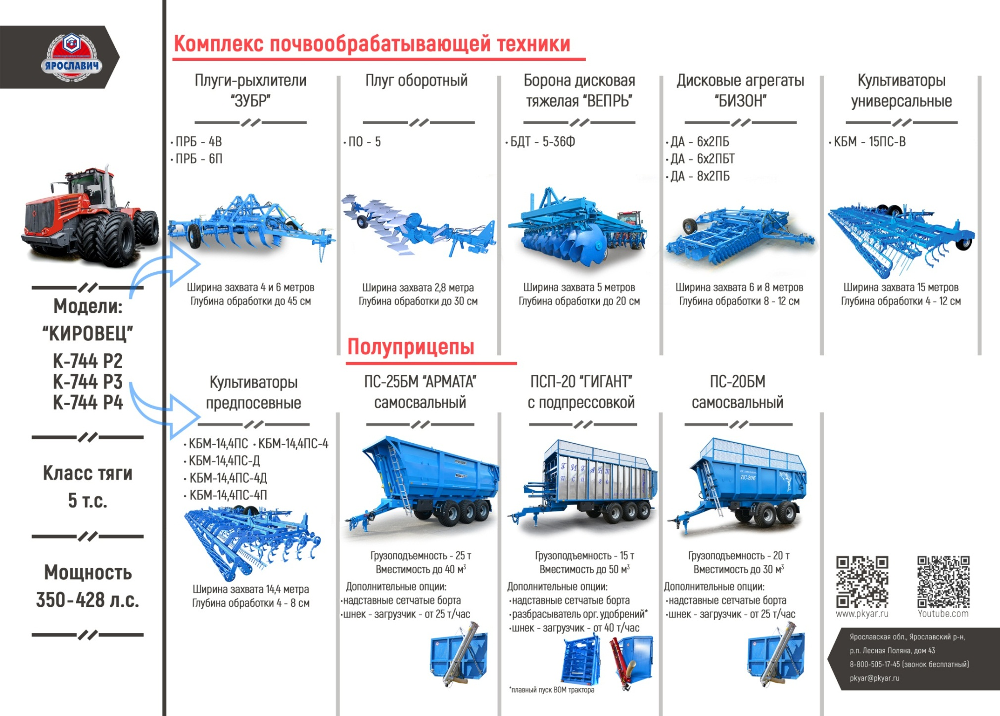 ЯРОСЛАВИЧ
Комплекс почвообрабатывающей техники
Плуги-рыхлители
“ЗУБР”
· ПРБ - 4В
· ПРБ - 6П
Ширина захвата 4 и 6 метров
Глубина обработки до 45 см
Плуг оборотный
· ПО - 5
Ширина захвата 2,8 метра
Глубина обработки до 30 см
Борона дисковая
тяжелая “ВЕПРЬ”
· БДТ - 5-36Ф
Ширина захвата 5 метров
Глубина обработки до 20 см
Дисковые агрегаты
“БИЗОН”
· ДА - 6х2ПБ
· ДА - 6х2ПБТ
· ДА - 8х2ПБ
Ширина захвата 6 и 8 метров
Глубина обработки 8 - 12 см
Культиваторы
универсальные
· КБМ - 15ПС-В
Ширина захвата 15 метров
Глубина обработки 4 - 12 см
Модели:
“КИРОВЕЦ”
К-744 Р2
К-744 Р3
К-744 Р4
Класс тяги
5 т.с.
Мощность
350-428 л.с.
Культиваторы
предпосевные
· КБМ-14,4ПС · КБМ-14,4ПС-4
· КБМ-14,4ПС-Д
· КБМ-14,4ПС-4Д
· КБМ-14,4ПС-4П
Ширина захвата 14,4 метра
Глубина обработки 4 - 8 см
Полуприцепы
ПС-25БМ “АРМАТА”
самосвальный
ЯРОСЛАВИЧ
АРМАТА
Грузоподъемность - 25 т
Вместимость до 40 м³
Дополнительные опции:
·надставные сетчатые борта
·шнек - загрузчик - от 25 т/час
ПСП-20 “ГИГАНТ”
с подпрессовкой
ГИГАНТ
ПСП 20
Грузоподъемность - 15 т
Вместимость до 50 м³
Дополнительные опции:
·надставные сетчатые борта
·разбрасыватель орг. удобрений*
·шнек - загрузчик - от 40 т/час
*плавный пуск ВОМ трактора
ПС-20БМ
самосвальный
ПС-20Б
Грузоподъемность - 20 т
Вместимость до 30 м³
Дополнительные опции:
·надставные сетчатые борта
·шнек - загрузчик - от 25 т/час
www.pkyar.ru
Youtube.com
Ярославская обл., Ярославский р-н,
р.п. Лесная Поляна, дом 43
8-800-505-17-45 (звонок бесплатный)
pkyar@pkyar.ru